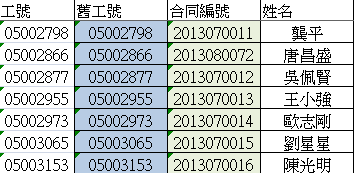 工號 舊工號 合同編號 姓名
05002798 05002798 2013070011 龔平
05002866 05002866 2013080072 唐昌盛
05002877 05002877 2013070012 吳佩賢
05002955 05002955 2013070013 王小強
05002973 05002973 2013070014 歐志剛
05003065 05003065 2013070015 劉星星
05003153 05003153 2013070016 陳光明